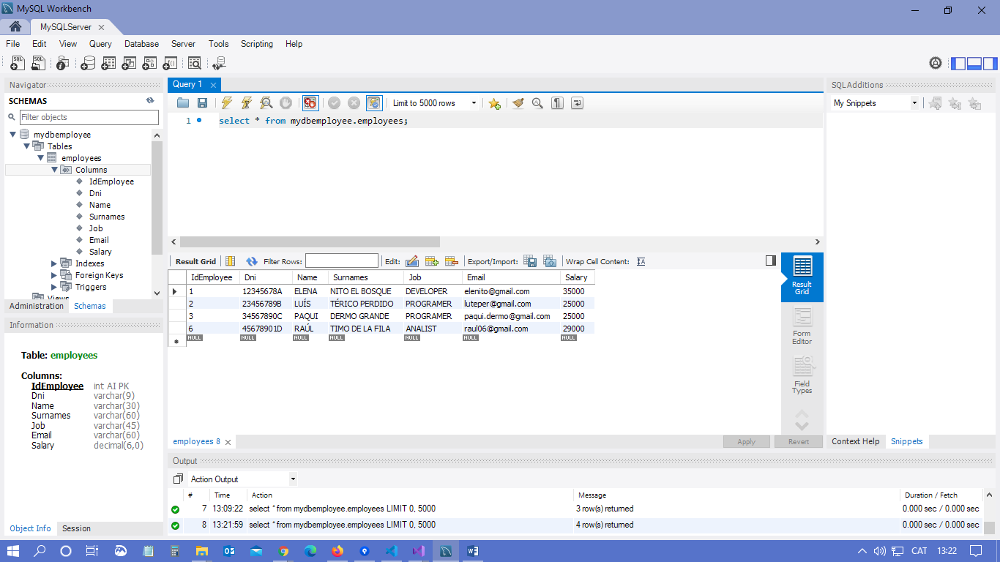 MySQL Workbench
MySQLServer
File Edit View Query Database Server Tools Scripting Help
Navigator
SCHEMAS
Filter objects
mydbemployee
Tables
employees
Columns
IdEmployee
Dni
Name
Surnames
Job
Email
Salary
Indexes
Foreign Keys
Triggers
Views
Administration Schemas
Information
Table: employees
Columns:
IdEmployee int AI PK
Dni varchar(9)
Name varchar(30)
Surnames varchar(60)
Job varchar(45)
Email varchar(60)
Salary decimal(6,0)
Object Info Session
Query 1
Limit to 5000 rows
1 select * from mydbemployee.employees;
Result Grid Filter Rows: Edit: Export/Import: Wrap Cell Content:
IdEmployee Dni Name Surnames Job Email Salary
1 12345678A ELENA NITO EL BOSQUE DEVELOPER elenito@gmail.com 35000
2 23456789B LUÍS TÉRICO PERDIDO PROGRAMER luteper@gmail.com 25000
3 34567890C PAQUI DERMO GRANDE PROGRAMER paqui.dermo@gmail.com 25000
6 45678901D RAÚL TIMO DE LA FILA ANALIST raul06@gmail.com 29000
NULL NULL NULL NULL NULL NULL NULL
Result
Grid
Form
Editor
Field
Types
employees 8
Apply Revert
SQLAdditions
My Snippets
Context Help Snippets
Output
Action Output
# Time Action Message Duration / Fetch
7 13:09:22 select * from mydbemployee.employees LIMIT 0, 5000 3 row(s) returned 0.000 sec / 0.000 sec
8 13:21:59 select * from mydbemployee.employees LIMIT 0, 5000 4 row(s) returned 0.000 sec / 0.000 sec
CAT 13:22